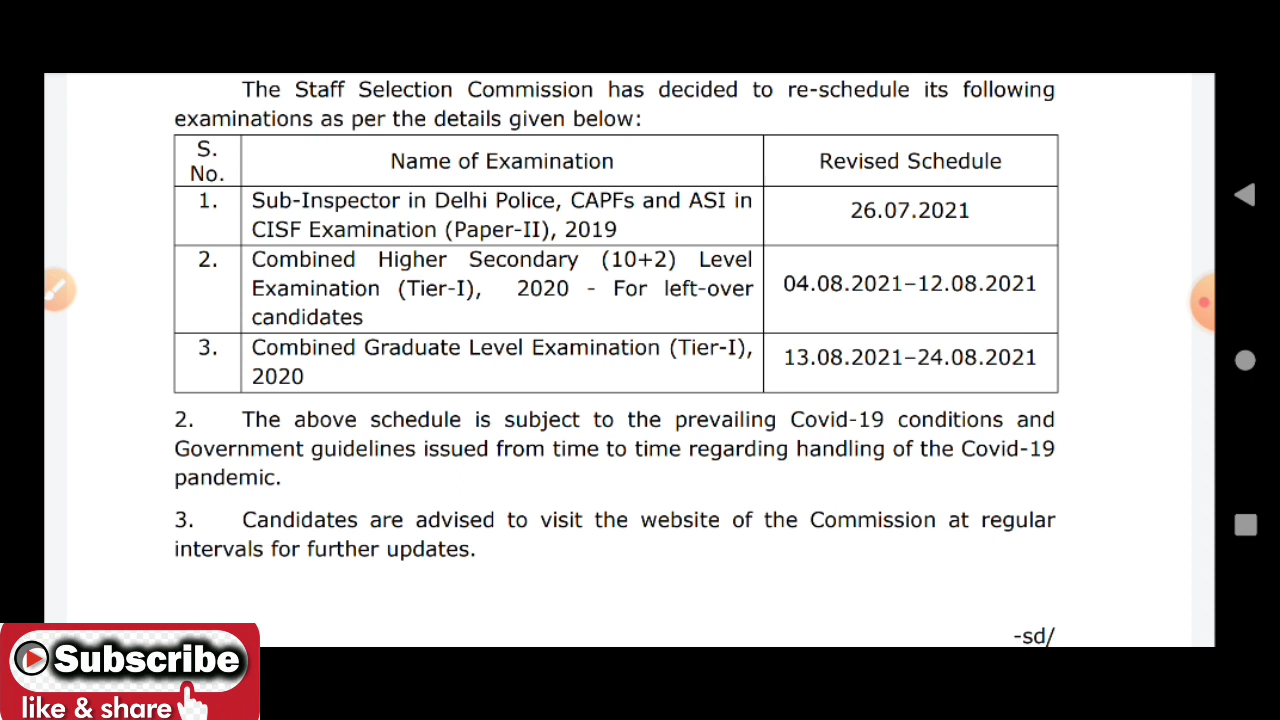 The Staff Selection Commission has decided to re-schedule its following
examinations as per the details given below:
S. No. Name of Examination Revised Schedule
1. Sub-Inspector in Delhi Police, CAPFs and ASI in 26.07.2021
CISF Examination (Paper-II), 2019
2. Combined Higher Secondary (10+2) Level
Examination (Tier-I), 2020 - For left-over 04.08.2021–12.08.2021
candidates
3. Combined Graduate Level Examination (Tier-I), 13.08.2021–24.08.2021
2020
2. The above schedule is subject to the prevailing Covid-19 conditions and
Government guidelines issued from time to time regarding handling of the Covid-19
pandemic.
3. Candidates are advised to visit the website of the Commission at regular
intervals for further updates.
-sd/
Subscribe
like & share